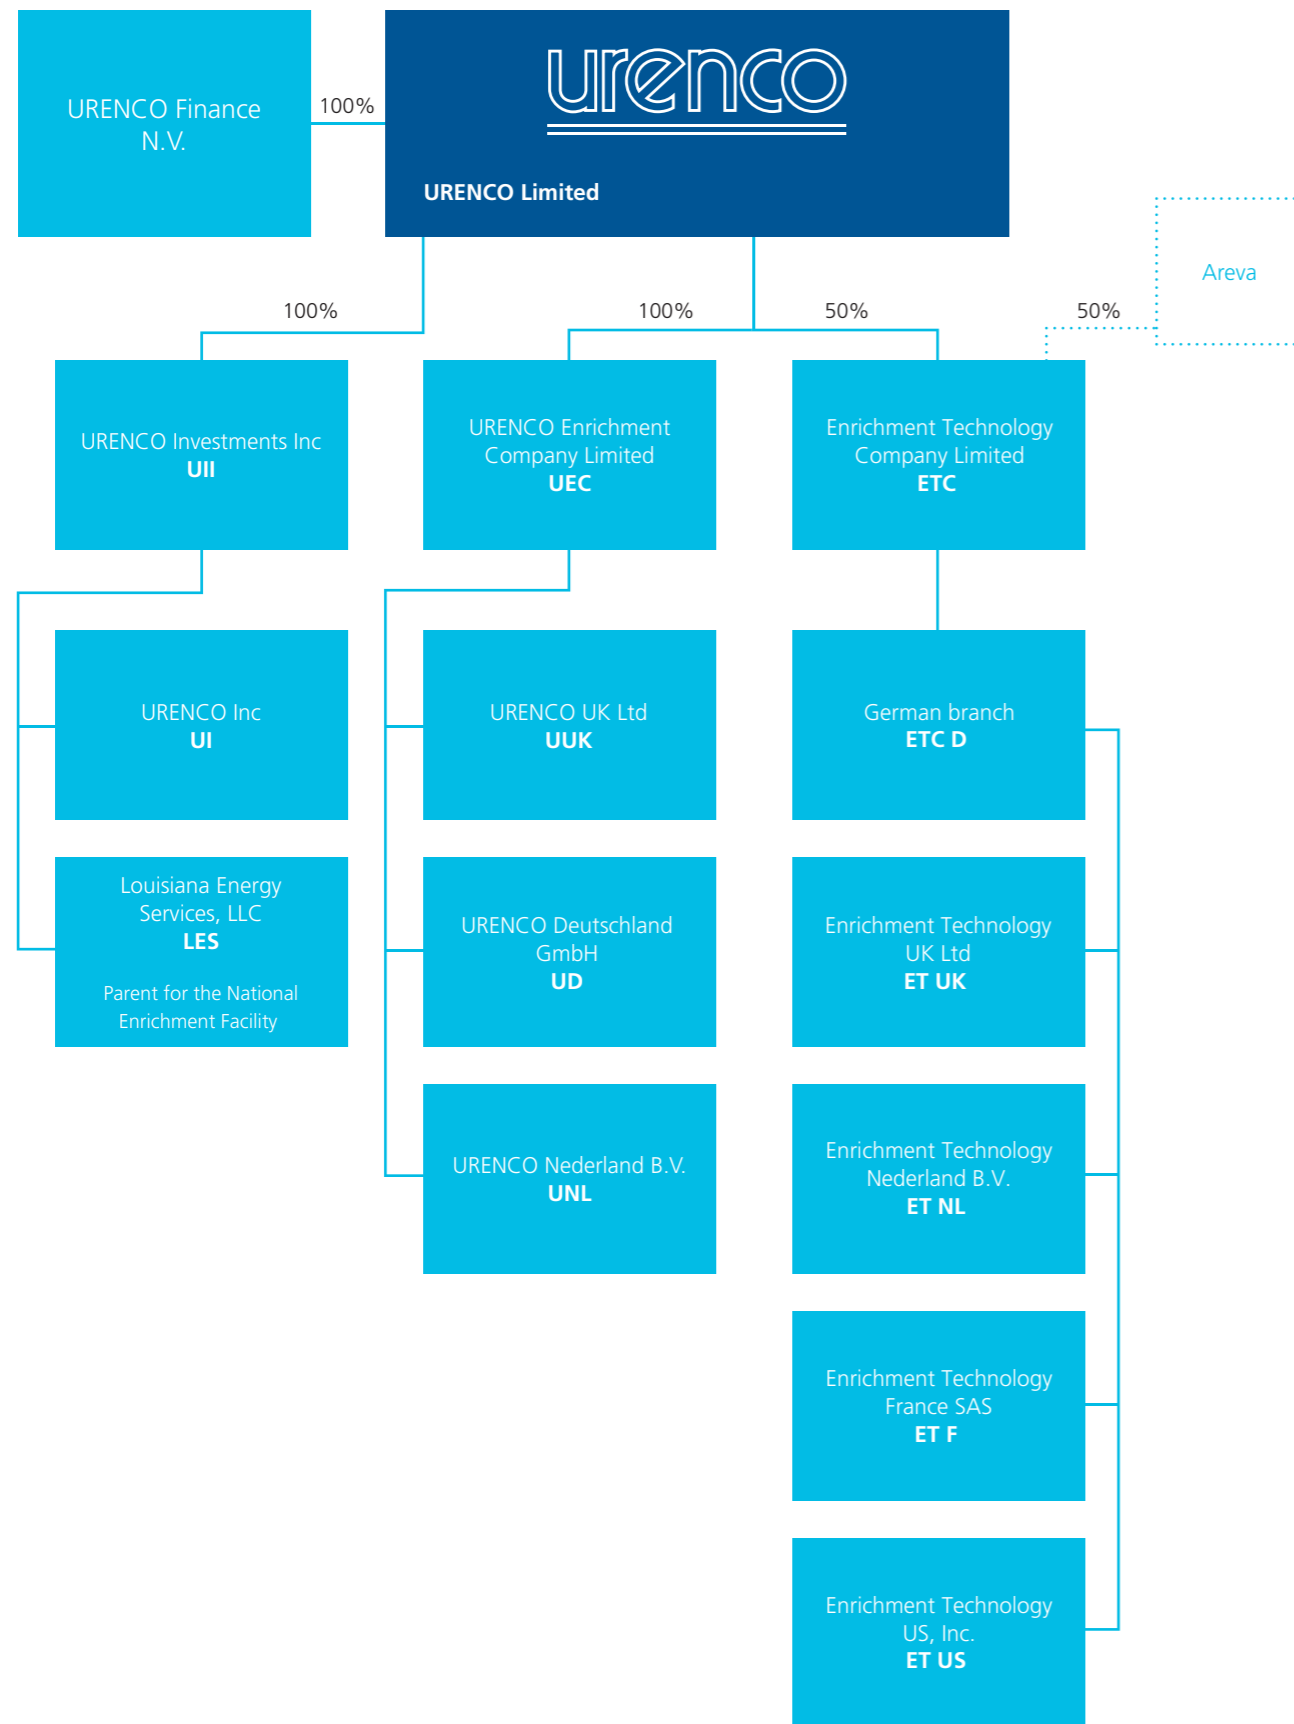 URENCO Finance
N.V.
100%
urenco
URENCO Limited
Areva
100%
100%
50%
50%
URENCO Investments Inc
UII
URENCO Enrichment
Company Limited
UEC
Enrichment Technology
Company Limited
ETC
URENCO Inc
UI
URENCO UK Ltd
UUK
German branch
ETC D
Louisiana Energy
Services, LLC
LES
Parent for the National
Enrichment Facility
URENCO Deutschland
GmbH
UD
Enrichment Technology
UK Ltd
ET UK
URENCO Nederland B.V.
UNL
Enrichment Technology
Nederland B.V.
ET NL
Enrichment Technology
France SAS
ET F
Enrichment Technology
US, Inc.
ET US